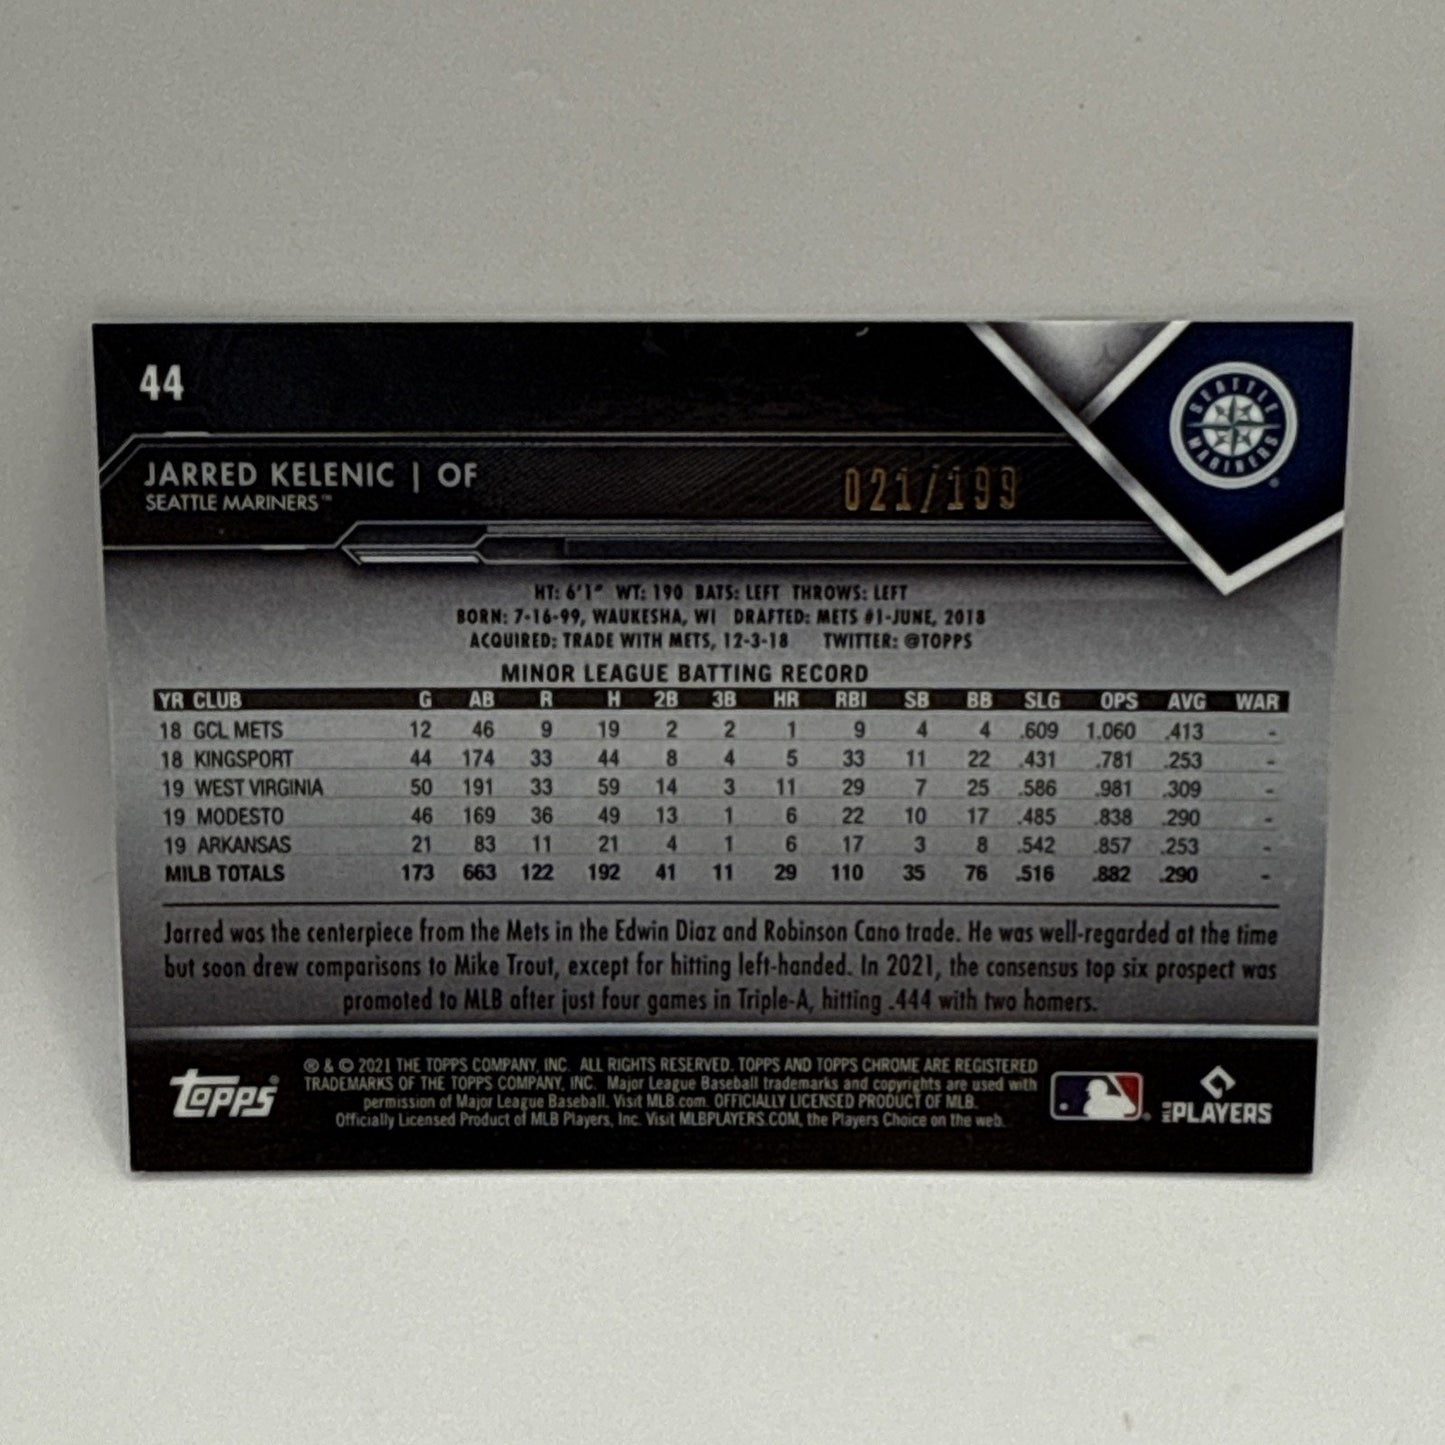 44
JARRED KELENIC | OF
SEATTLE MARINERS™
021/199
SEATTLE MARINERS ®
HT: 6'1" WT: 190 BATS: LEFT THROWS: LEFT
BORN: 7-16-99, WAUKESHA, WI DRAFTED: METS #1-JUNE, 2018
ACQUIRED: TRADE WITH METS, 12-3-18 TWITTER: @TOPPS
MINOR LEAGUE BATTING RECORD
YR CLUB G AB R H 2B 3B HR RBI SB BB SLG OPS AVG WAR
18 GCL METS 12 46 9 19 2 2 1 9 4 4 .609 1.060 .413 -
18 KINGSPORT 44 174 33 44 8 4 5 33 11 22 .431 .781 .253 -
19 WEST VIRGINIA 50 191 33 59 14 3 11 29 7 25 .586 .981 .309 -
19 MODESTO 46 169 36 49 13 1 6 22 10 17 .485 .838 .290 -
19 ARKANSAS 21 83 11 21 4 1 6 17 3 8 .542 .857 .253 -
MILB TOTALS 173 663 122 192 41 11 29 110 35 76 .516 .882 .290 -
Jarred was the centerpiece from the Mets in the Edwin Diaz and Robinson Cano trade. He was well-regarded at the time
but soon drew comparisons to Mike Trout, except for hitting left-handed. In 2021, the consensus top six prospect was
promoted to MLB after just four games in Triple-A, hitting .444 with two homers.
topps®
® & © 2021 THE TOPPS COMPANY, INC. ALL RIGHTS RESERVED. TOPPS AND TOPPS CHROME ARE REGISTERED
TRADEMARKS OF THE TOPPS COMPANY, INC. Major League Baseball trademarks and copyrights are used with
permission of Major League Baseball. Visit MLB.com. OFFICIALLY LICENSED PRODUCT OF MLB.
Officially Licensed Product of MLB Players, Inc. Visit MLBPLAYERS.COM, the Players Choice on the web.
MLB PLAYERS